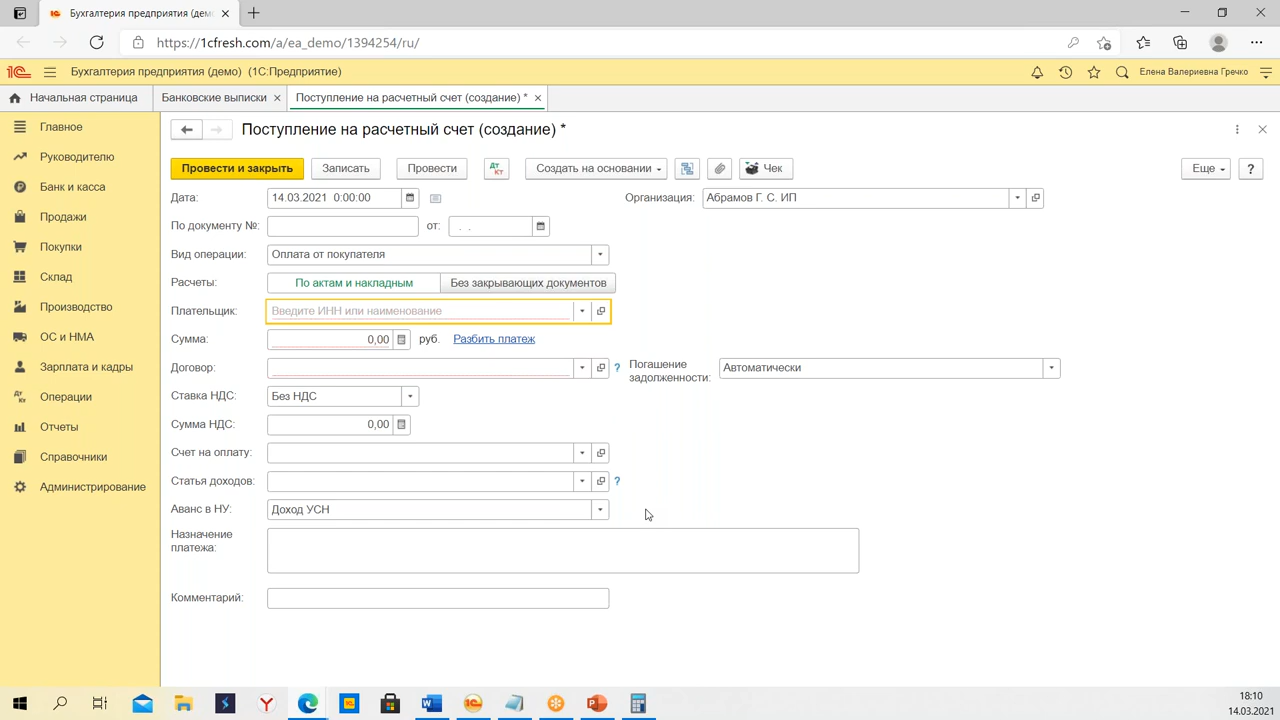 Бухгалтерия предприятия (демо
https://1cfresh.com/a/ea_demo/1394254/ru/
1С Бухгалтерия предприятия (демо) (1С:Предприятие) Елена Валериевна Гречко
Начальная страница Банковские выписки × Поступление на расчетный счет (создание) * ×
Главное
Руководителю
Банк и касса
Продажи
Покупки
Склад
Производство
ОС и НМА
Зарплата и кадры
Операции
Отчеты
Справочники
Администрирование
Поступление на расчетный счет (создание) *
Провести и закрыть Записать Провести Дт Кт Создать на основании Чек Еще ?
Дата: 14.03.2021 0:00:00 Организация: Абрамов Г. С. ИП
По документу №: от: . .
Вид операции: Оплата от покупателя
Расчеты: По актам и накладным Без закрывающих документов
Плательщик: Введите ИНН или наименование
Сумма: 0,00 руб. Разбить платеж
Договор: ? Погашение задолженности: Автоматически
Ставка НДС: Без НДС
Сумма НДС: 0,00
Счет на оплату:
Статья доходов: ?
Аванс в НУ: Доход УСН
Назначение
платежа:
Комментарий:
18:10
14.03.2021